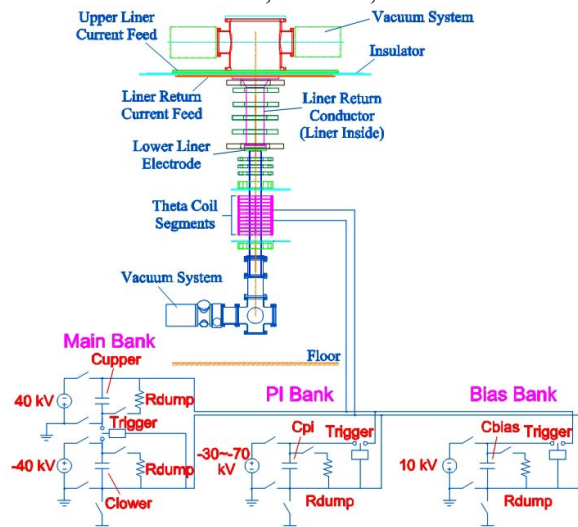 Upper Liner
Current Feed
Vacuum System
Insulator
Liner Return
Current Feed
Liner Return
Conductor
(Liner Inside)
Lower Liner
Electrode
Theta Coil
Segments
Vacuum System
Floor
Main Bank
Cupper
40 kV
Rdump
Trigger
-40 kV
Rdump
Clower
PI Bank
Cpi
Trigger
-30~-70
kV
Rdump
Bias Bank
Cbias
Trigger
10 kV
Rdump